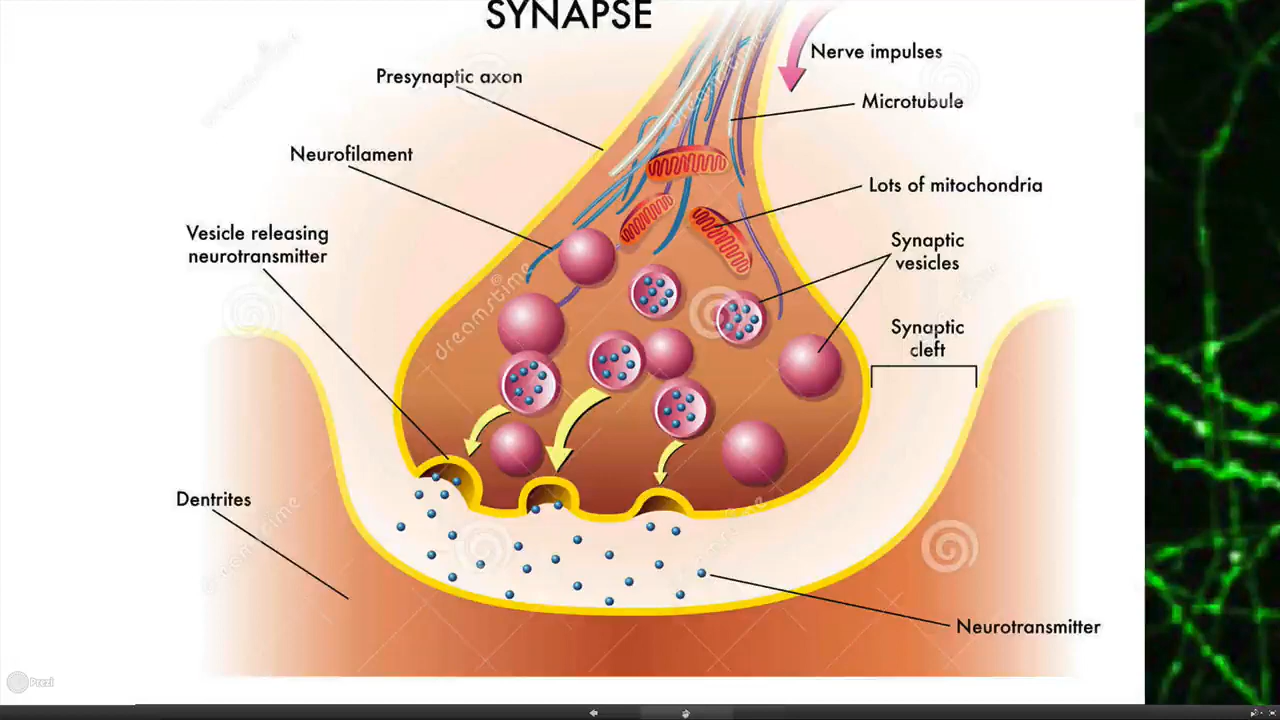 SYNAPSE
Nerve impulses
Presynaptic axon
Microtubule
Neurofilament
Lots of mitochondria
Vesicle releasing
neurotransmitter
Synaptic
vesicles
Synaptic
cleft
Dentrites
Neurotransmitter
dreamstime
Prezi